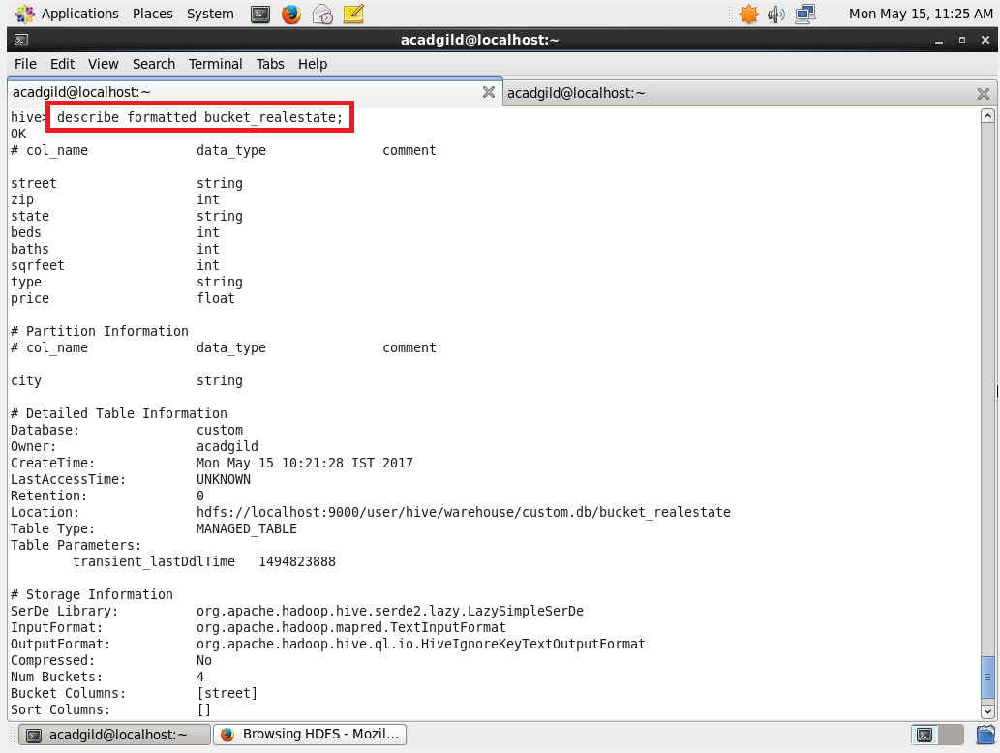 Applications Places System Mon May 15, 11:25 AM
acadgild@localhost:~
File Edit View Search Terminal Tabs Help
acadgild@localhost:~ acadgild@localhost:~
hive> describe formatted bucket_realestate;
OK
# col_name data_type comment
street string
zip int
state string
beds int
baths int
sqrfeet int
type string
price float
# Partition Information
# col_name data_type comment
city string
# Detailed Table Information
Database: custom
Owner: acadgild
CreateTime: Mon May 15 10:21:28 IST 2017
LastAccessTime: UNKNOWN
Retention: 0
Location: hdfs://localhost:9000/user/hive/warehouse/custom.db/bucket_realestate
Table Type: MANAGED_TABLE
Table Parameters:
transient_lastDdlTime 1494823888
# Storage Information
SerDe Library: org.apache.hadoop.hive.serde2.lazy.LazySimpleSerDe
InputFormat: org.apache.hadoop.mapred.TextInputFormat
OutputFormat: org.apache.hadoop.hive.ql.io.HiveIgnoreKeyTextOutputFormat
Compressed: No
Num Buckets: 4
Bucket Columns: [street]
Sort Columns: []
acadgild@localhost:~ Browsing HDFS - Mozil...